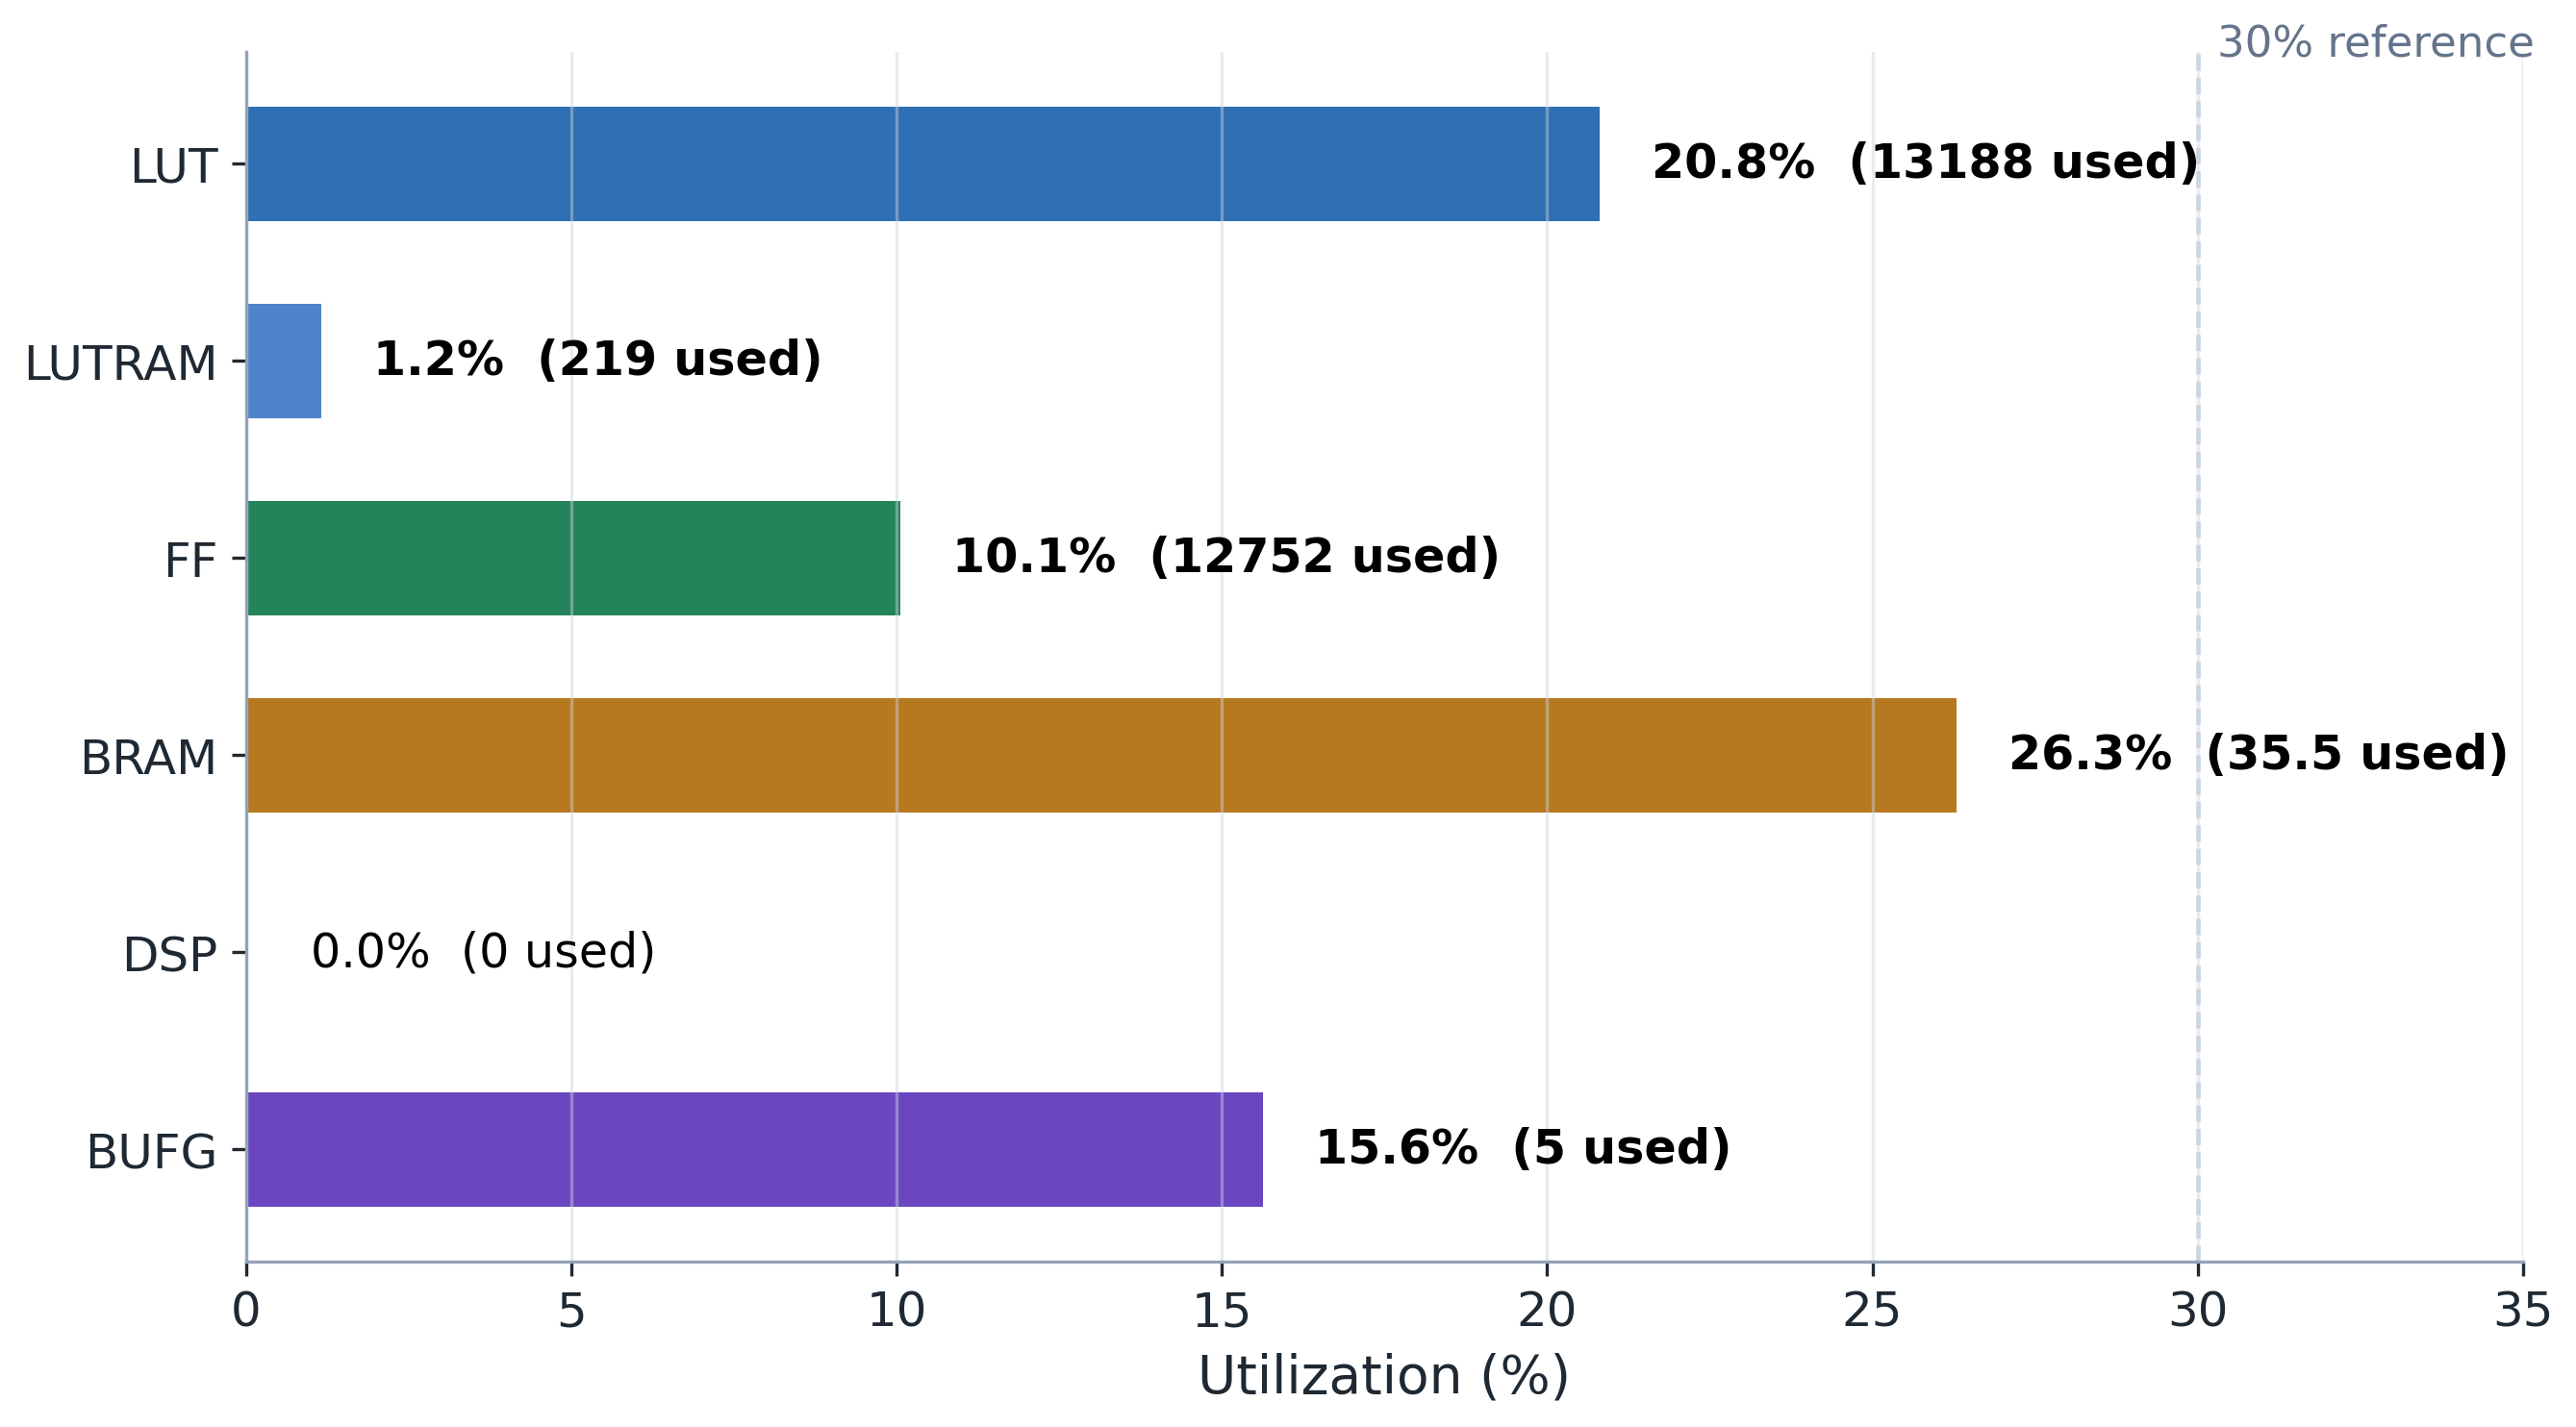 30% reference
LUT 20.8% (13188 used)
LUTRAM 1.2% (219 used)
FF 10.1% (12752 used)
BRAM 26.3% (35.5 used)
DSP 0.0% (0 used)
BUFG 15.6% (5 used)
0 5 10 15 20 25 30 35
Utilization (%)